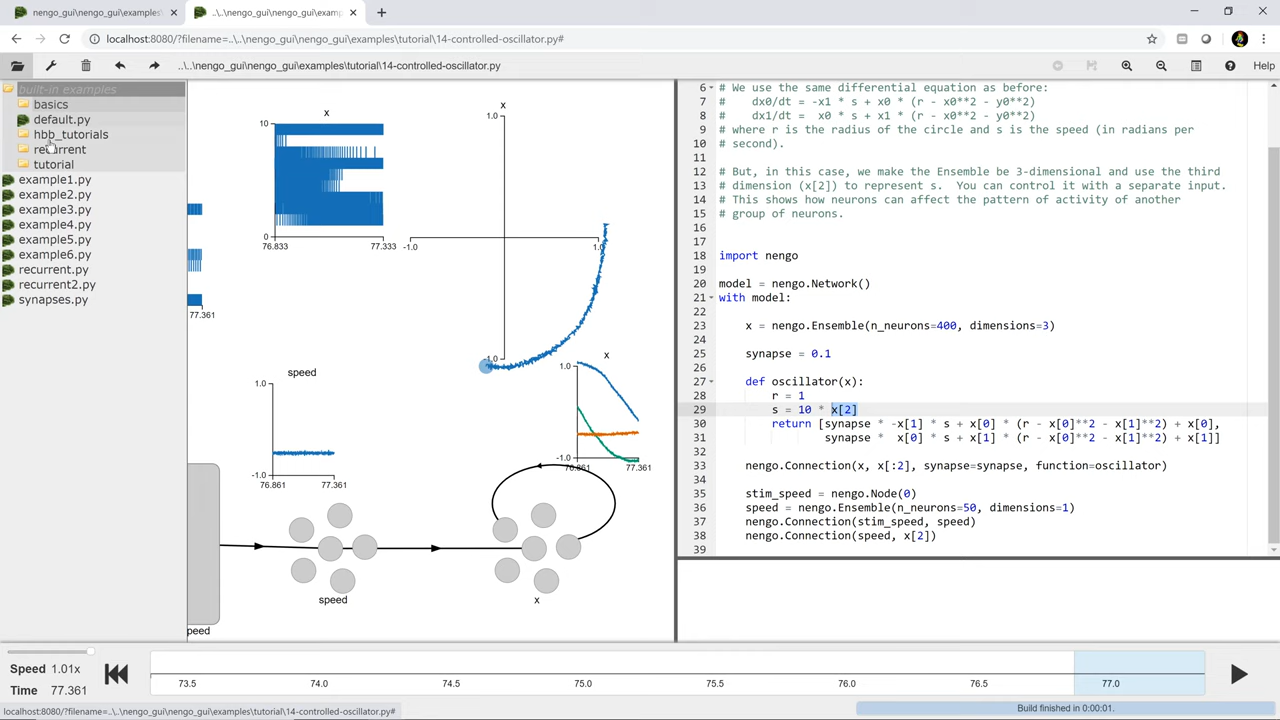 nengo_gui\nengo_gui\examples\
..\..\nengo_gui\nengo_gui\exam
localhost:8080/?filename=..\..\nengo_gui\nengo_gui\examples\tutorial\14-controlled-oscillator.py#
..\..\nengo_gui\nengo_gui\examples\tutorial\14-controlled-oscillator.py
Help
built-in examples
basics
default.py
hbb_tutorials
recurrent
tutorial
example1.py
example2.py
example3.py
example4.py
example5.py
example6.py
recurrent.py
recurrent2.py
synapses.py
77.361
x
10
0
76.833
77.333
x
1.0
-1.0
1.0
-1.0
speed
1.0
-1.0
76.861
77.361
x
1.0
-1.0
76.861
77.361
speed
x
peed
6 # We use the same differential equation as before:
7 # dx0/dt = -x1 * s + x0 * (r - x0**2 - y0**2)
8 # dx1/dt = x0 * s + x1 * (r - x0**2 - y0**2)
9 # where r is the radius of the circle and s is the speed (in radians per
10 # second).
11
12 # But, in this case, we make the Ensemble be 3-dimensional and use the third
13 # dimension (x[2]) to represent s. You can control it with a separate input.
14 # This shows how neurons can affect the pattern of activity of another
15 # group of neurons.
16
17
18 import nengo
19
20 model = nengo.Network()
21 with model:
22
23 x = nengo.Ensemble(n_neurons=400, dimensions=3)
24
25 synapse = 0.1
26
27 def oscillator(x):
28 r = 1
29 s = 10 * x[2]
30 return [synapse * -x[1] * s + x[0] * (r - x[0]**2 - x[1]**2) + x[0],
31 synapse * x[0] * s + x[1] * (r - x[0]**2 - x[1]**2) + x[1]]
32
33 nengo.Connection(x, x[:2], synapse=synapse, function=oscillator)
34
35 stim_speed = nengo.Node(0)
36 speed = nengo.Ensemble(n_neurons=50, dimensions=1)
37 nengo.Connection(stim_speed, speed)
38 nengo.Connection(speed, x[2])
39
Speed 1.01x
Time 77.361
73.5
74.0
74.5
75.0
75.5
76.0
76.5
77.0
localhost:8080/?filename=..\..\nengo_gui\nengo_gui\examples\tutorial\14-controlled-oscillator.py#
Build finished in 0:00:01.